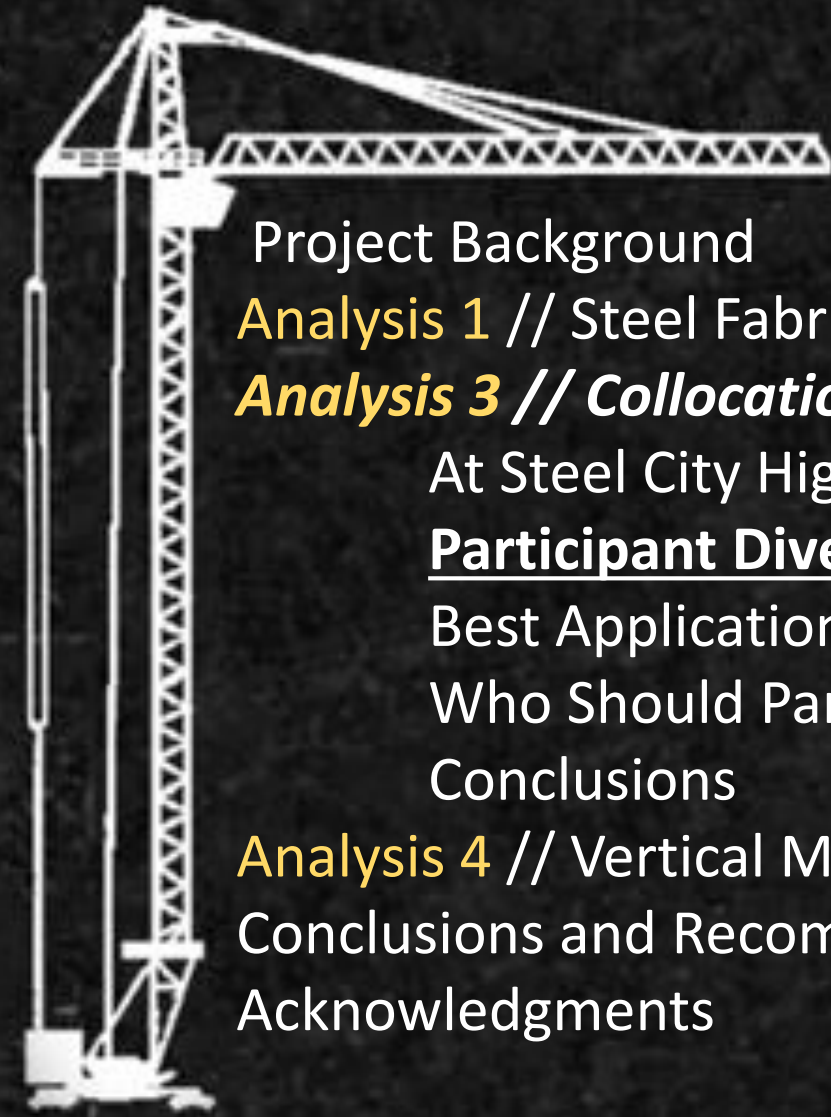 Project Background
Analysis 1 // Steel Fabr
Analysis 3 // Collocatio
At Steel City Hig
Participant Dive
Best Application
Who Should Par
Conclusions
Analysis 4 // Vertical M
Conclusions and Recom
Acknowledgments